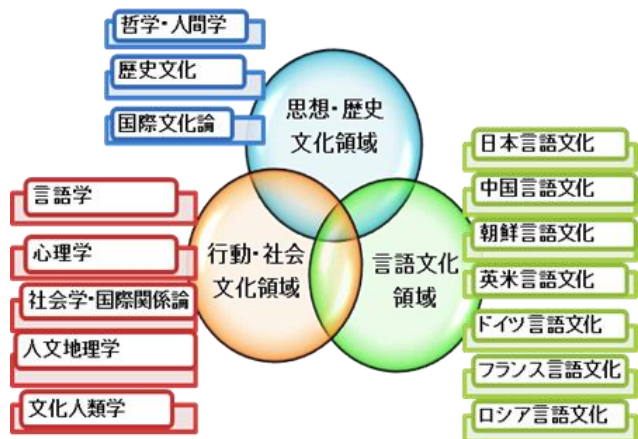 哲学・人間学
歴史文化
国際文化論
思想・歴史
文化領域
言語学
心理学
社会学・国際関係論
人文地理学
文化人類学
行動・社会
文化領域
言語文化
領域
日本言語文化
中国言語文化
朝鮮言語文化
英米言語文化
ドイツ言語文化
フランス言語文化
ロシア言語文化